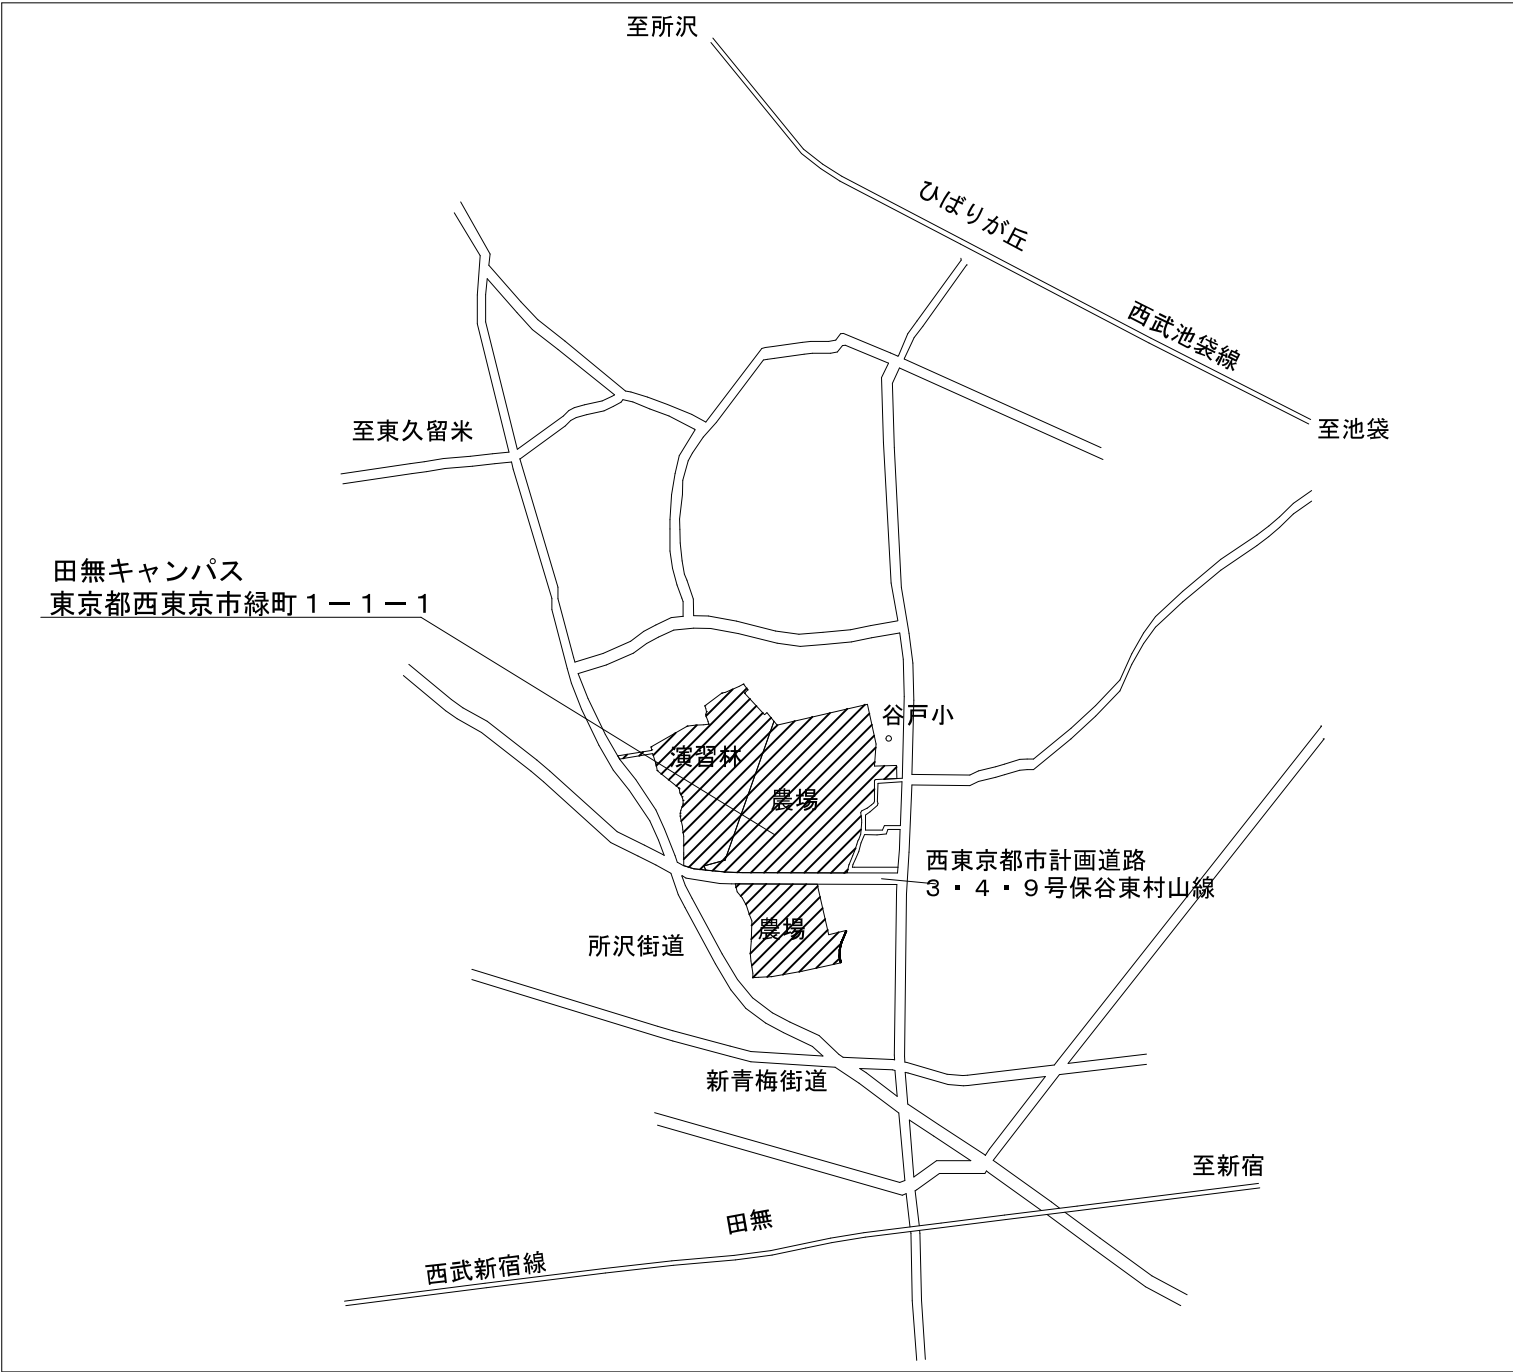 至所沢
ひばりが丘
西武池袋線
至東久留米
至池袋
田無キャンパス
東京都西東京市緑町１－１－１
谷戸小
演習林
農場
西東京都市計画道路
３・４・９号保谷東村山線
農場
所沢街道
新青梅街道
至新宿
田無
西武新宿線